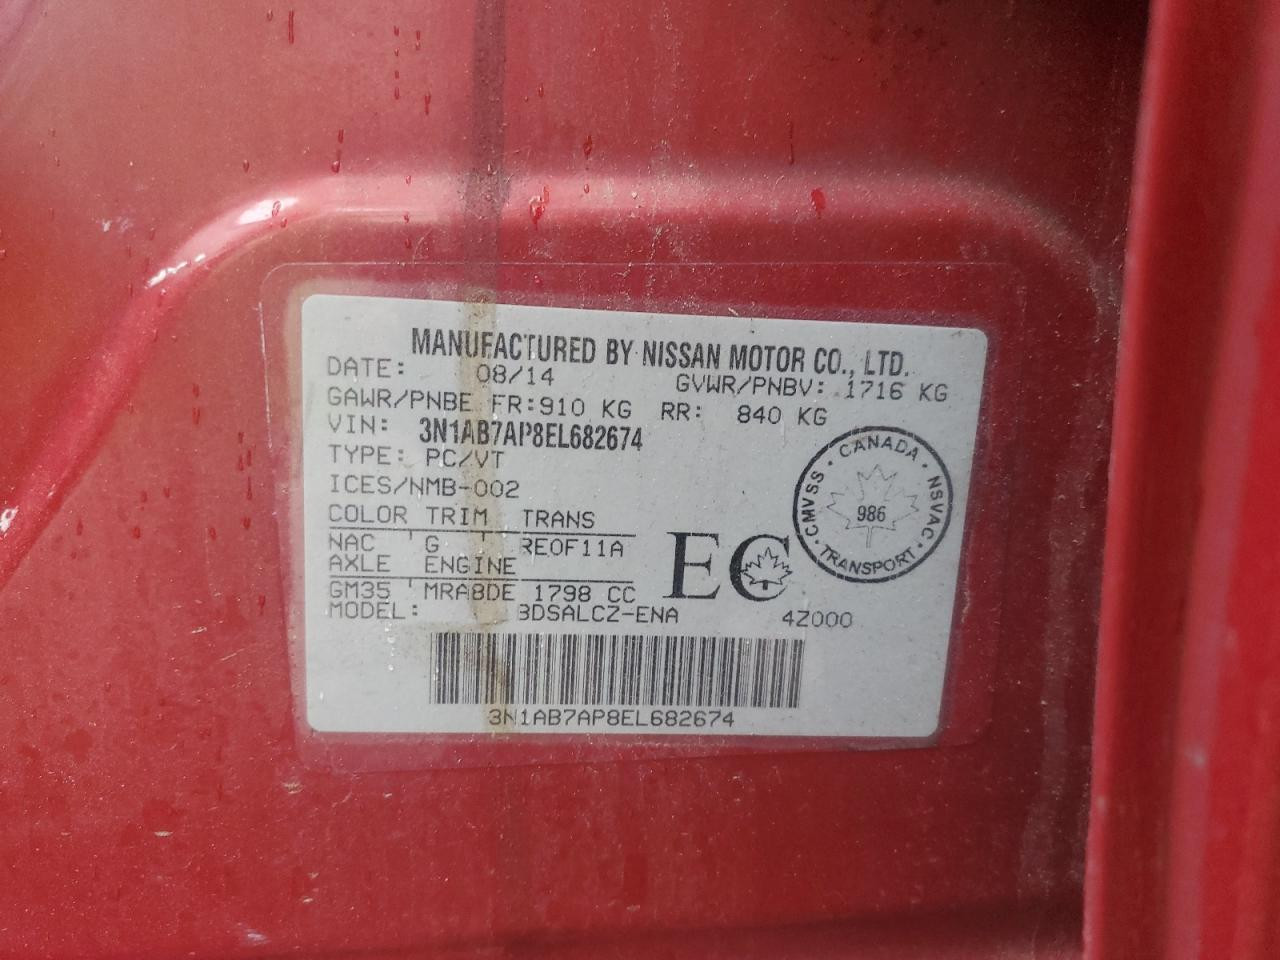 MANUFACTURED BY NISSAN MOTOR CO., LTD.
DATE: 08/14 GVWR/PNBV: 1716 KG
GAWR/PNBE FR:910 KG RR: 840 KG
VIN: 3N1AB7AP8EL682674
TYPE: PC/VT
ICES/NMB-002
COLOR TRIM TRANS
NAC G RE0F11A
AXLE ENGINE
GM35 MRA8DE 1798 CC
MODEL: BDSALCZ-ENA 4Z000
EC
CANADA · NSVAC · TRANSPORT · CMVSS
986
3N1AB7AP8EL682674